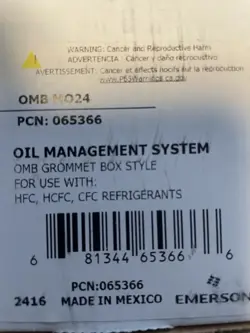 WARNING: Cancer and Reproductive Harm
ADVERTENCIA: Cáncer y daño reproductivo
AVERTISSEMENT: Cancer et effets nocifs sur la reproduction
www.P65Warnings.ca.gov
OMB MO24
PCN: 065366
OIL MANAGEMENT SYSTEM
OMB GROMMET BOX STYLE
FOR USE WITH:
HFC, HCFC, CFC REFRIGERANTS
6 81344 65366 6
PCN:065366
2416 MADE IN MEXICO EMERSON